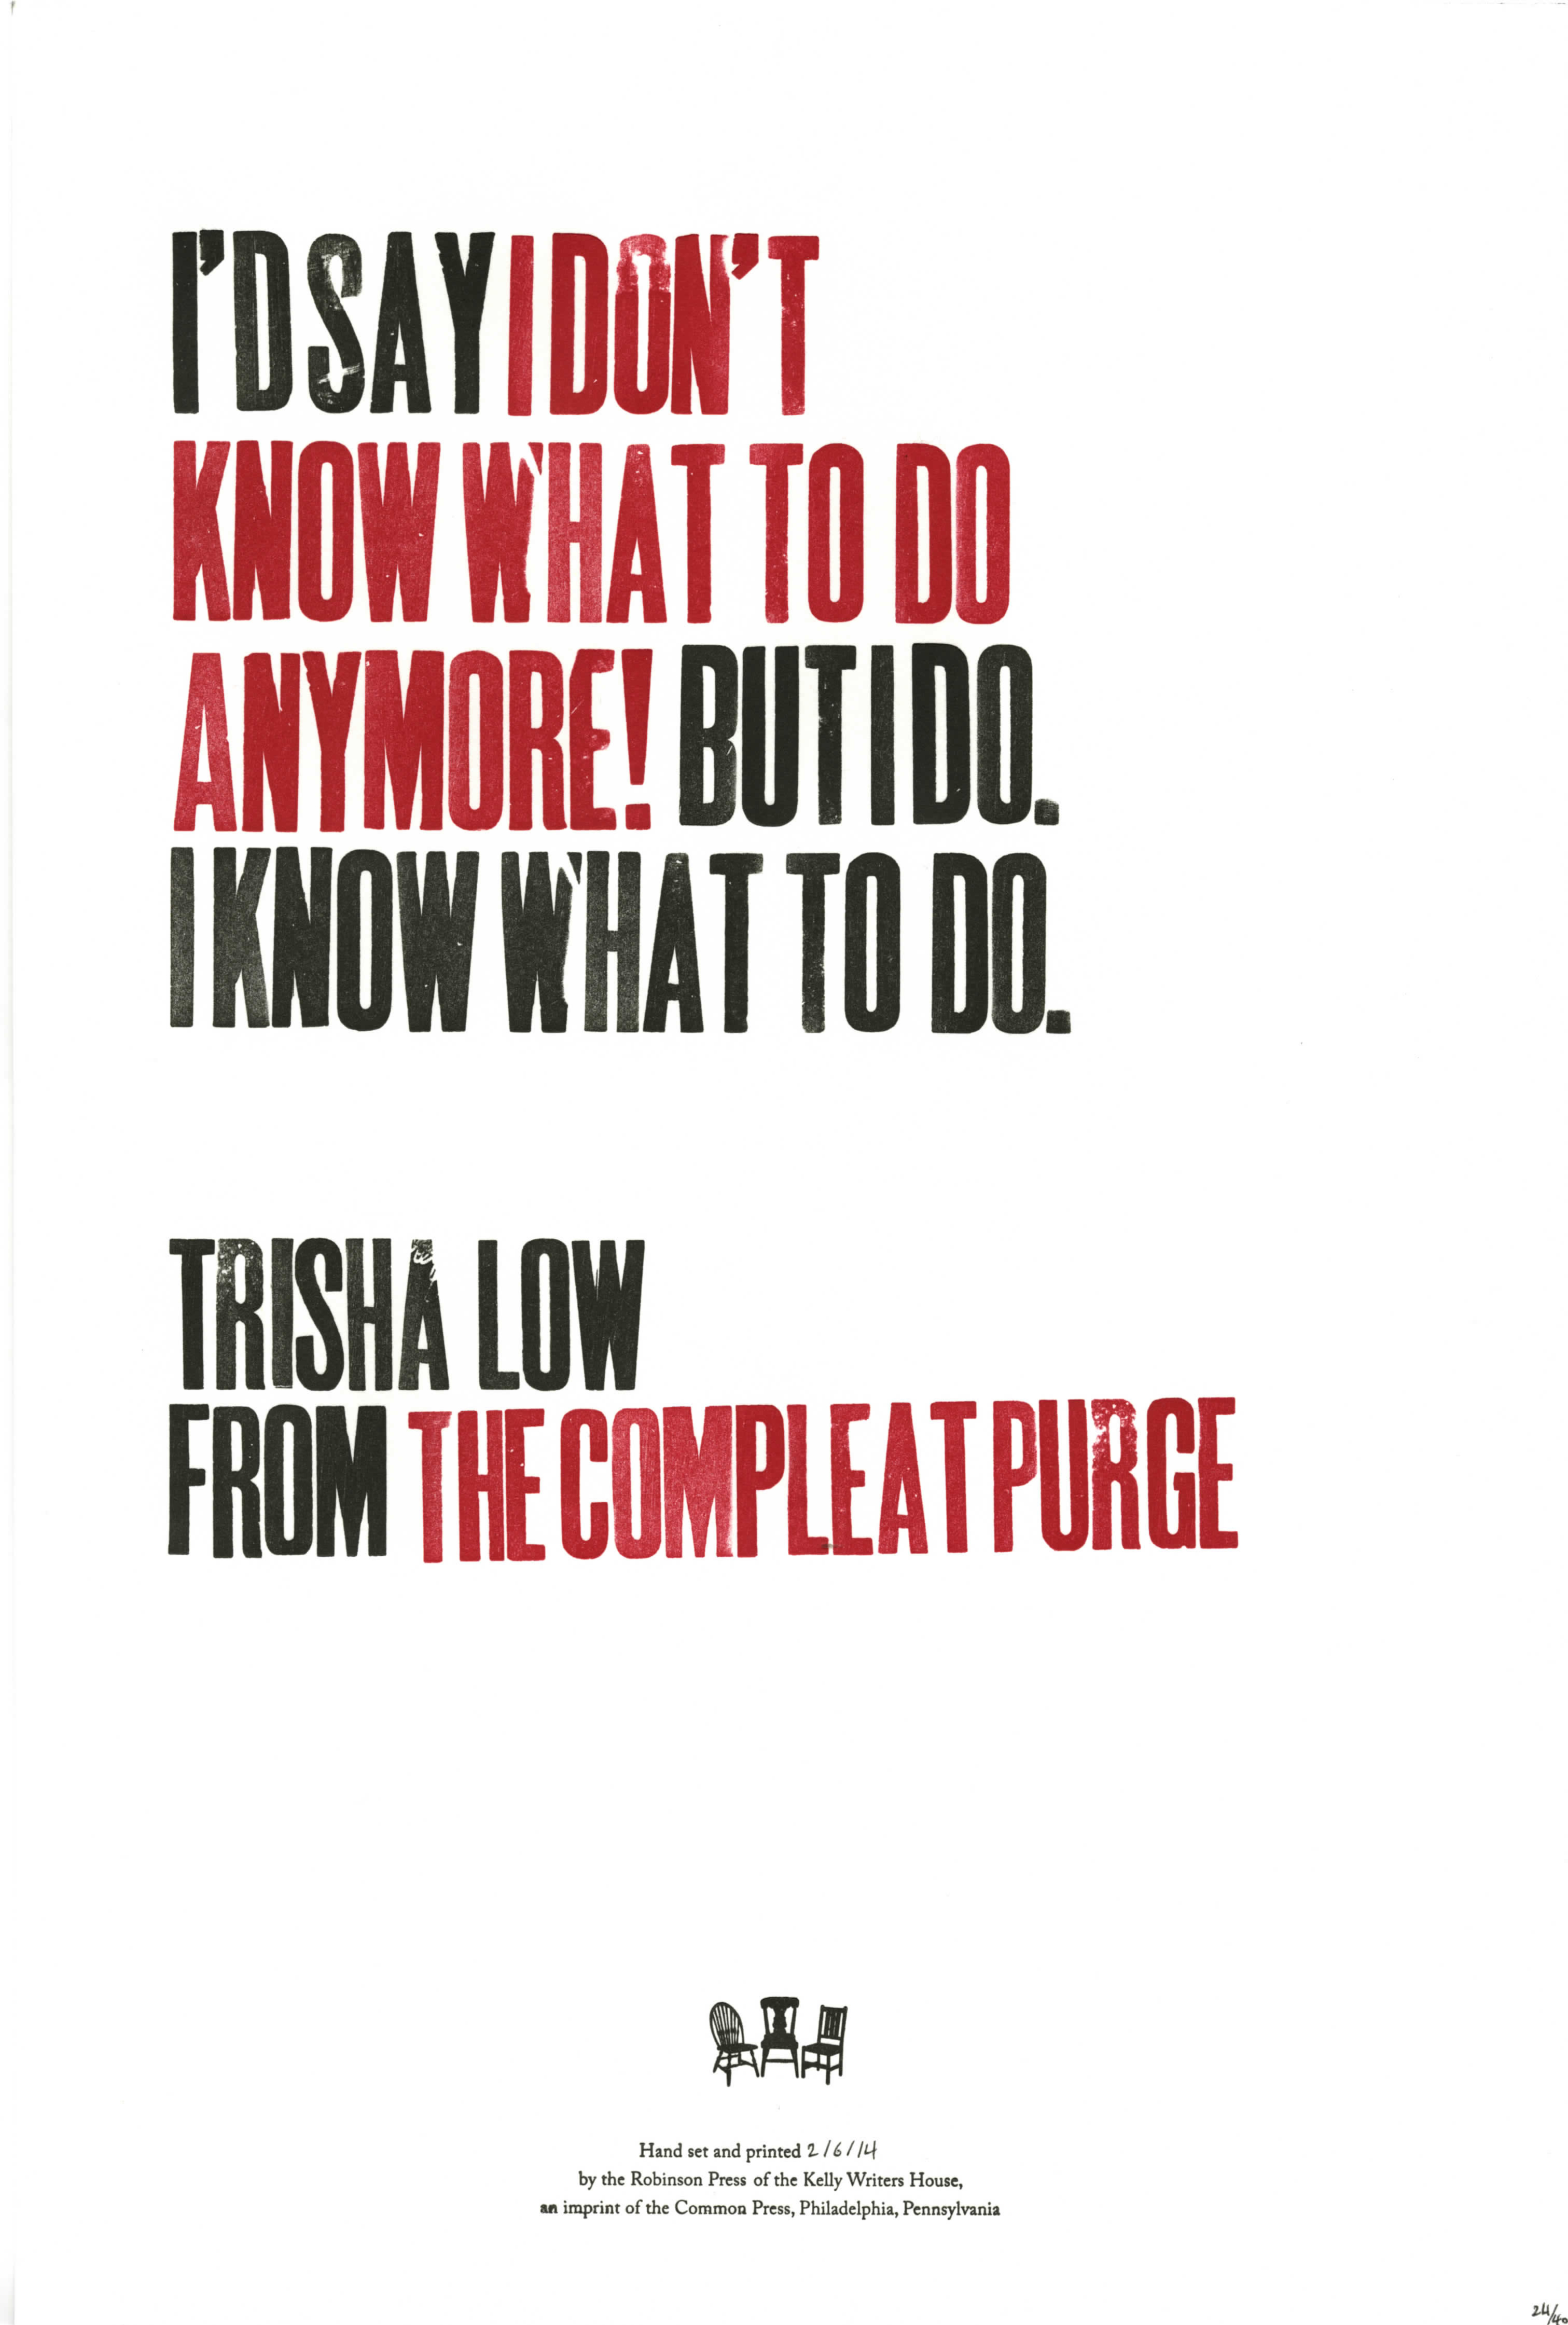 I'D SAY I DON'T
KNOW WHAT TO DO
ANYMORE! BUT I DO.
I KNOW WHAT TO DO.
TRISHA LOW
FROM THE COMPLEAT PURGE
Hand set and printed 2/6/14
by the Robinson Press of the Kelly Writers House,
an imprint of the Common Press, Philadelphia, Pennsylvania
24/40